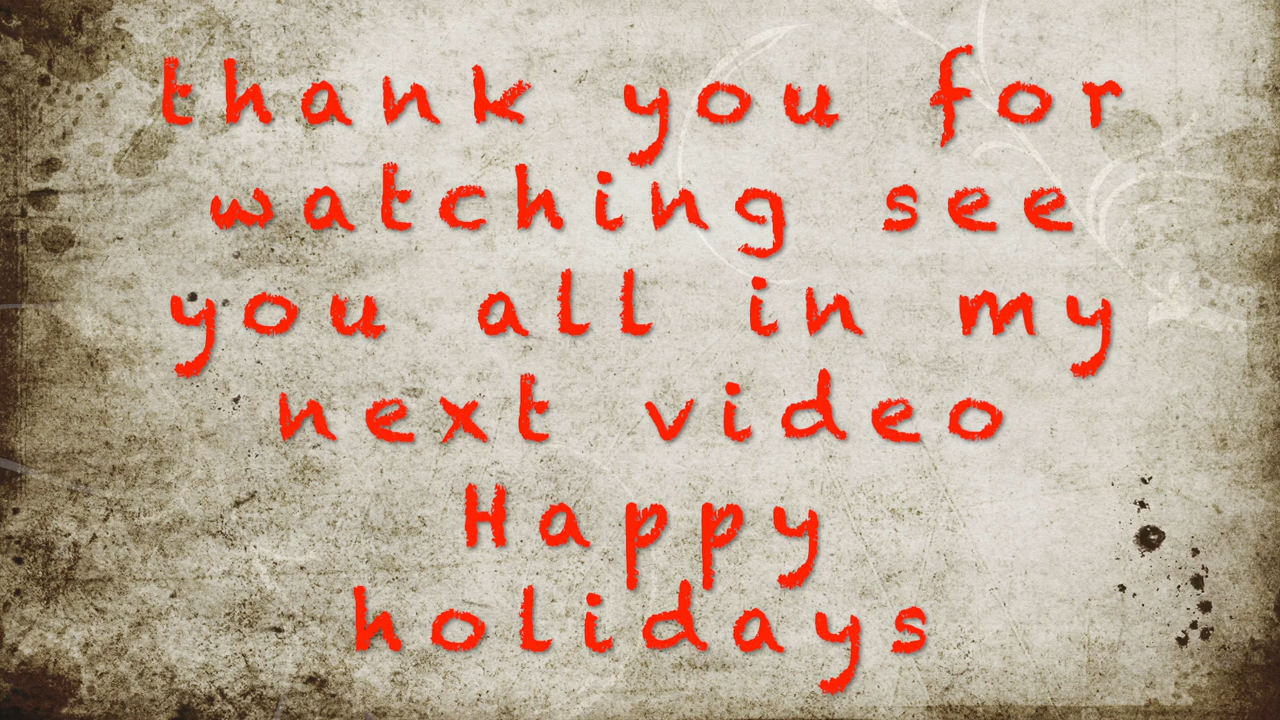 thank you for
watching see
you all in my
next video
Happy
holidays